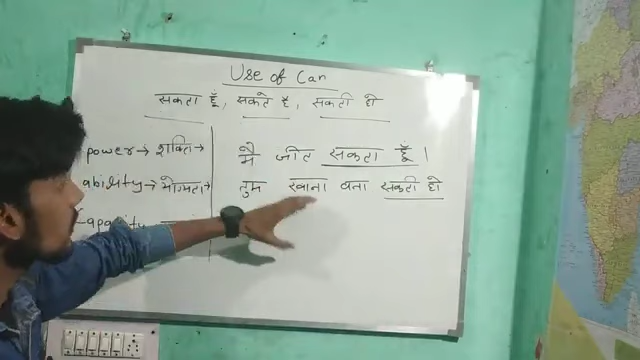 Use of Can
सकता हूँ, सकते हैं, सकती हो
power → शक्ति →
मै जीत सकता हूँ।
ability → योग्यता →
तुम खाना बना सकती हो
Capacity